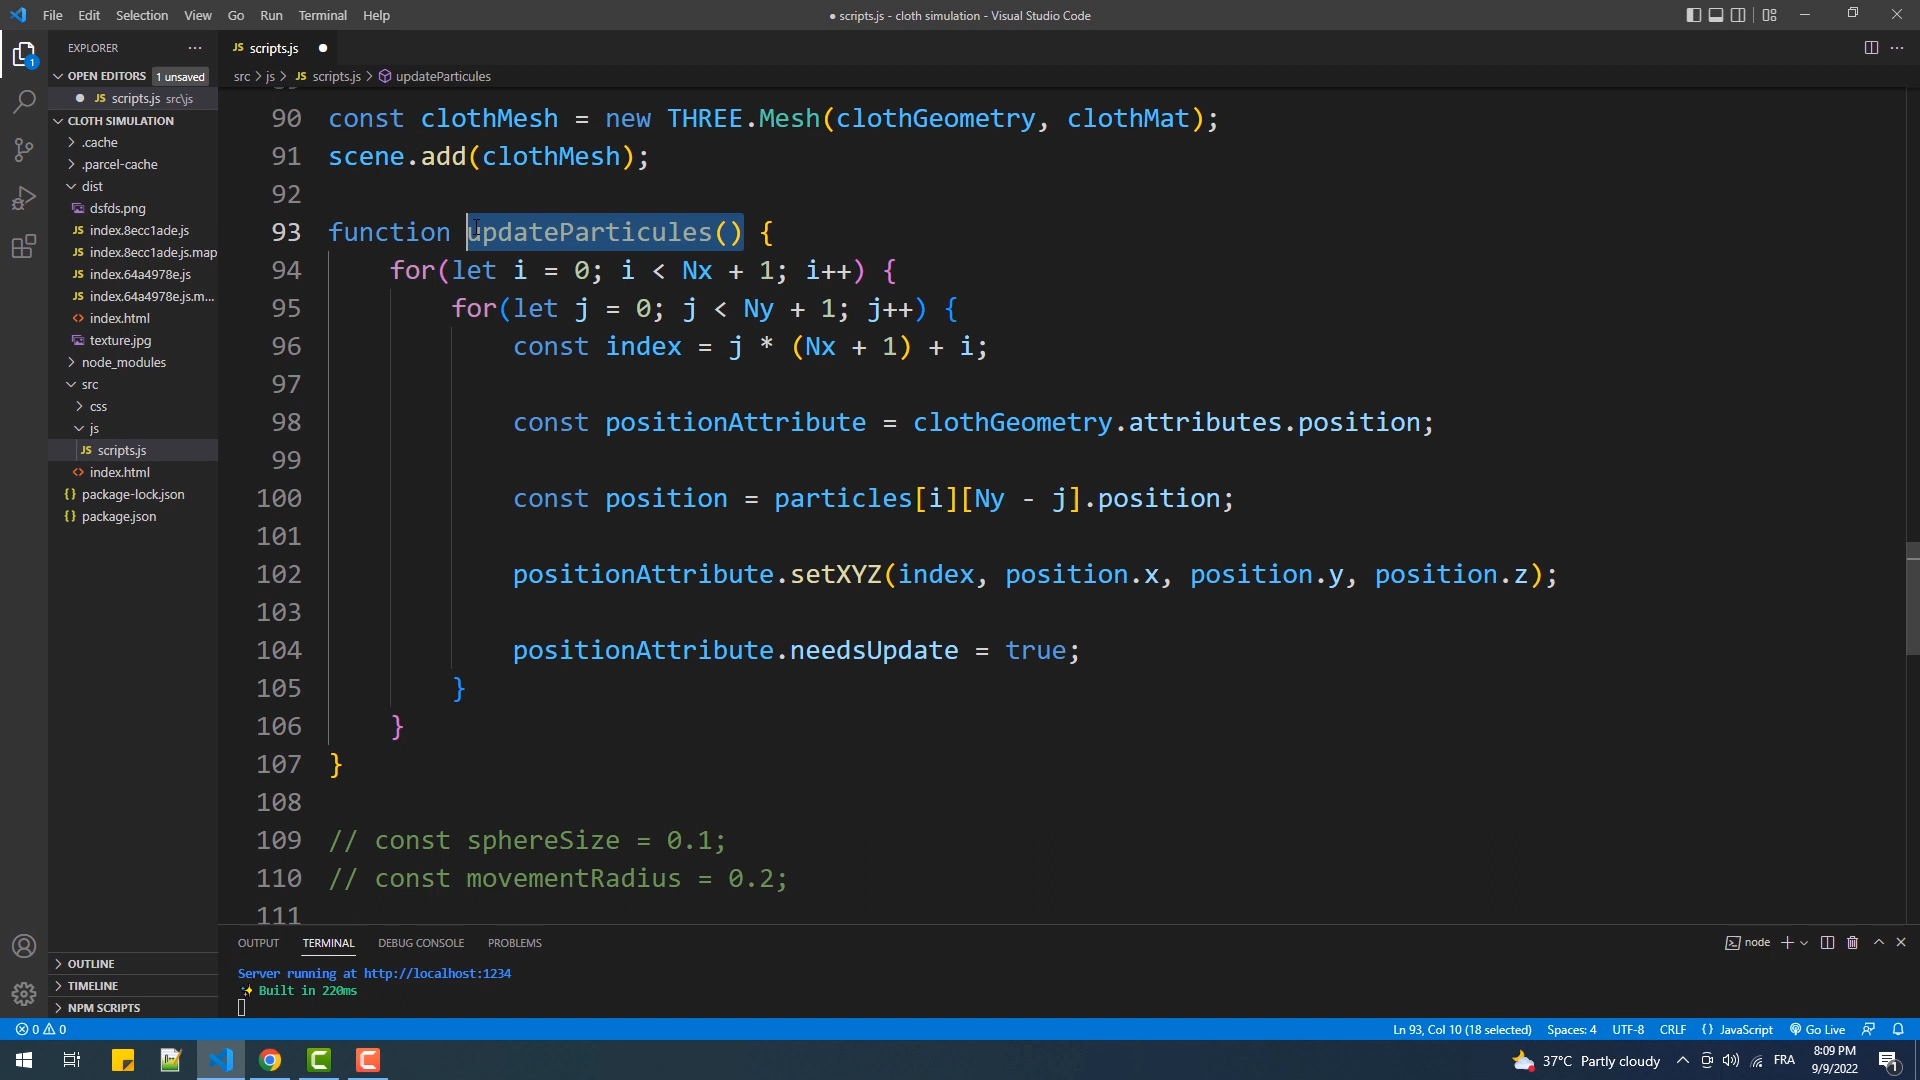 File Edit Selection View Go Run Terminal Help
● scripts.js - cloth simulation - Visual Studio Code
EXPLORER
OPEN EDITORS 1 unsaved
JS scripts.js src\js
CLOTH SIMULATION
.cache
.parcel-cache
dist
dsfds.png
JS index.8ecc1ade.js
JS index.8ecc1ade.js.map
JS index.64a4978e.js
JS index.64a4978e.js.m...
index.html
texture.jpg
node_modules
src
css
js
JS scripts.js
index.html
package-lock.json
package.json
OUTLINE
TIMELINE
NPM SCRIPTS
1
JS scripts.js
src > js > JS scripts.js > updateParticules
90 const clothMesh = new THREE.Mesh(clothGeometry, clothMat);
91 scene.add(clothMesh);
92
93 function updateParticules() {
94 for(let i = 0; i < Nx + 1; i++) {
95 for(let j = 0; j < Ny + 1; j++) {
96 const index = j * (Nx + 1) + i;
97
98 const positionAttribute = clothGeometry.attributes.position;
99
100 const position = particles[i][Ny - j].position;
101
102 positionAttribute.setXYZ(index, position.x, position.y, position.z);
103
104 positionAttribute.needsUpdate = true;
105 }
106 }
107 }
108
109 // const sphereSize = 0.1;
110 // const movementRadius = 0.2;
111
OUTPUT TERMINAL DEBUG CONSOLE PROBLEMS
node
Server running at http://localhost:1234
✨ Built in 220ms
0 0
Ln 93, Col 10 (18 selected) Spaces: 4 UTF-8 CRLF { } JavaScript Go Live
37°C Partly cloudy FRA
8:09 PM
9/9/2022
1